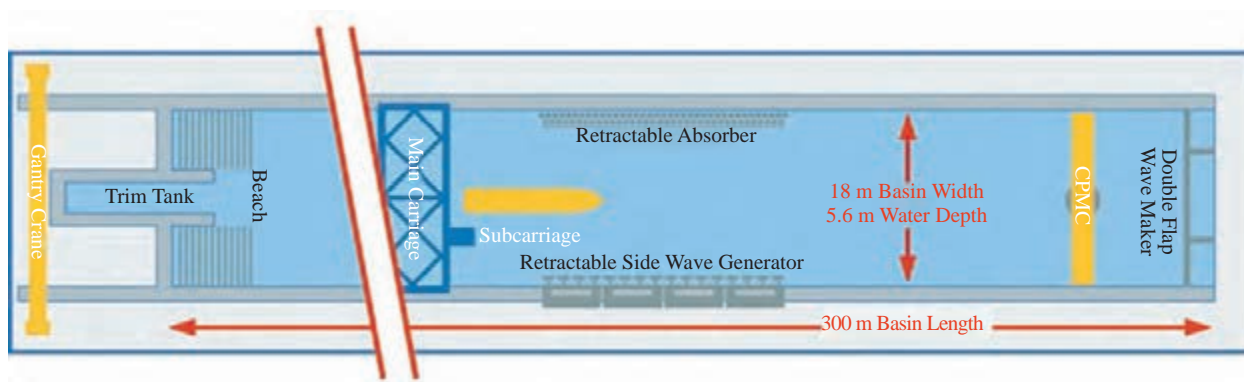 Gantry Crane
Trim Tank
Beach
Main Carriage
Subcarriage
Retractable Absorber
Retractable Side Wave Generator
18 m Basin Width
5.6 m Water Depth
CPMC
Double Flap
Wave Maker
300 m Basin Length